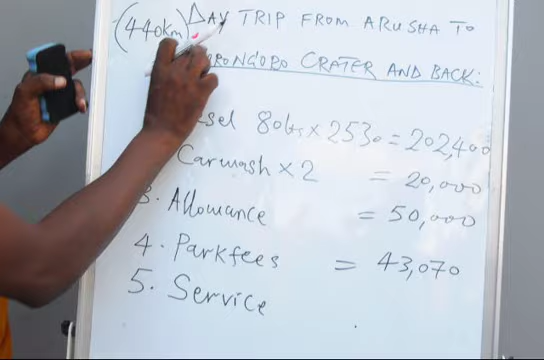 (440km) DAY TRIP FROM ARUSHA TO
CRATER AND BACK:
80lts x 2530 = 202,400
Carwash x 2 = 20,000
3. Allowance = 50,000
4. Parkfees = 43,070
5. Service